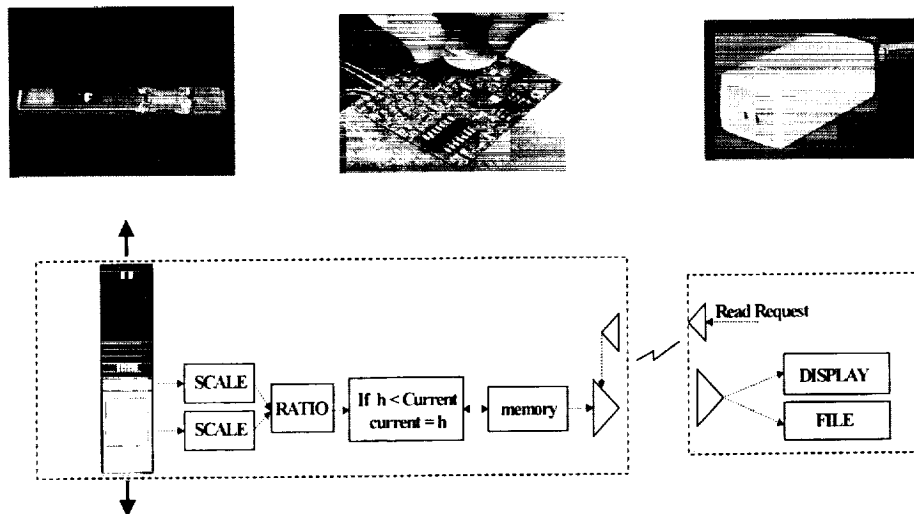 Read Request
SCALE
SCALE
RATIO
If h < Current
current = h
memory
DISPLAY
FILE